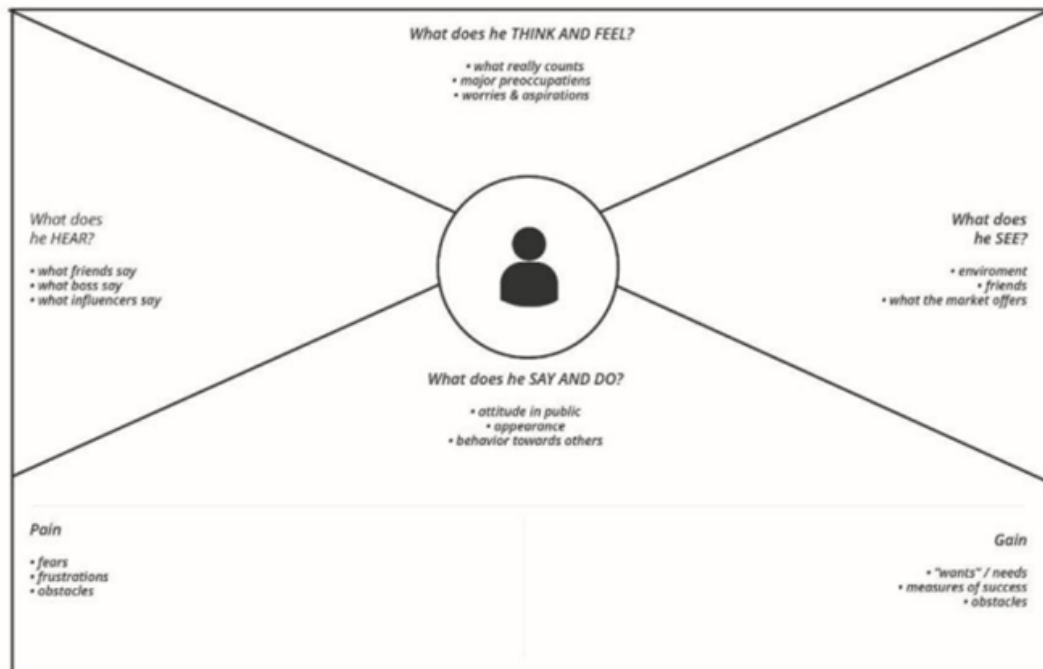 What does he THINK AND FEEL?
• what really counts
• major preoccupatiens
• worries & aspirations
What does
he HEAR?
• what friends say
• what boss say
• what influencers say
What does
he SEE?
• enviroment
• friends
• what the market offers
What does he SAY AND DO?
• attitude in public
• appearance
• behavior towards others
Pain
• fears
• frustrations
• obstacles
Gain
• "wants" / needs
• measures of success
• obstacles